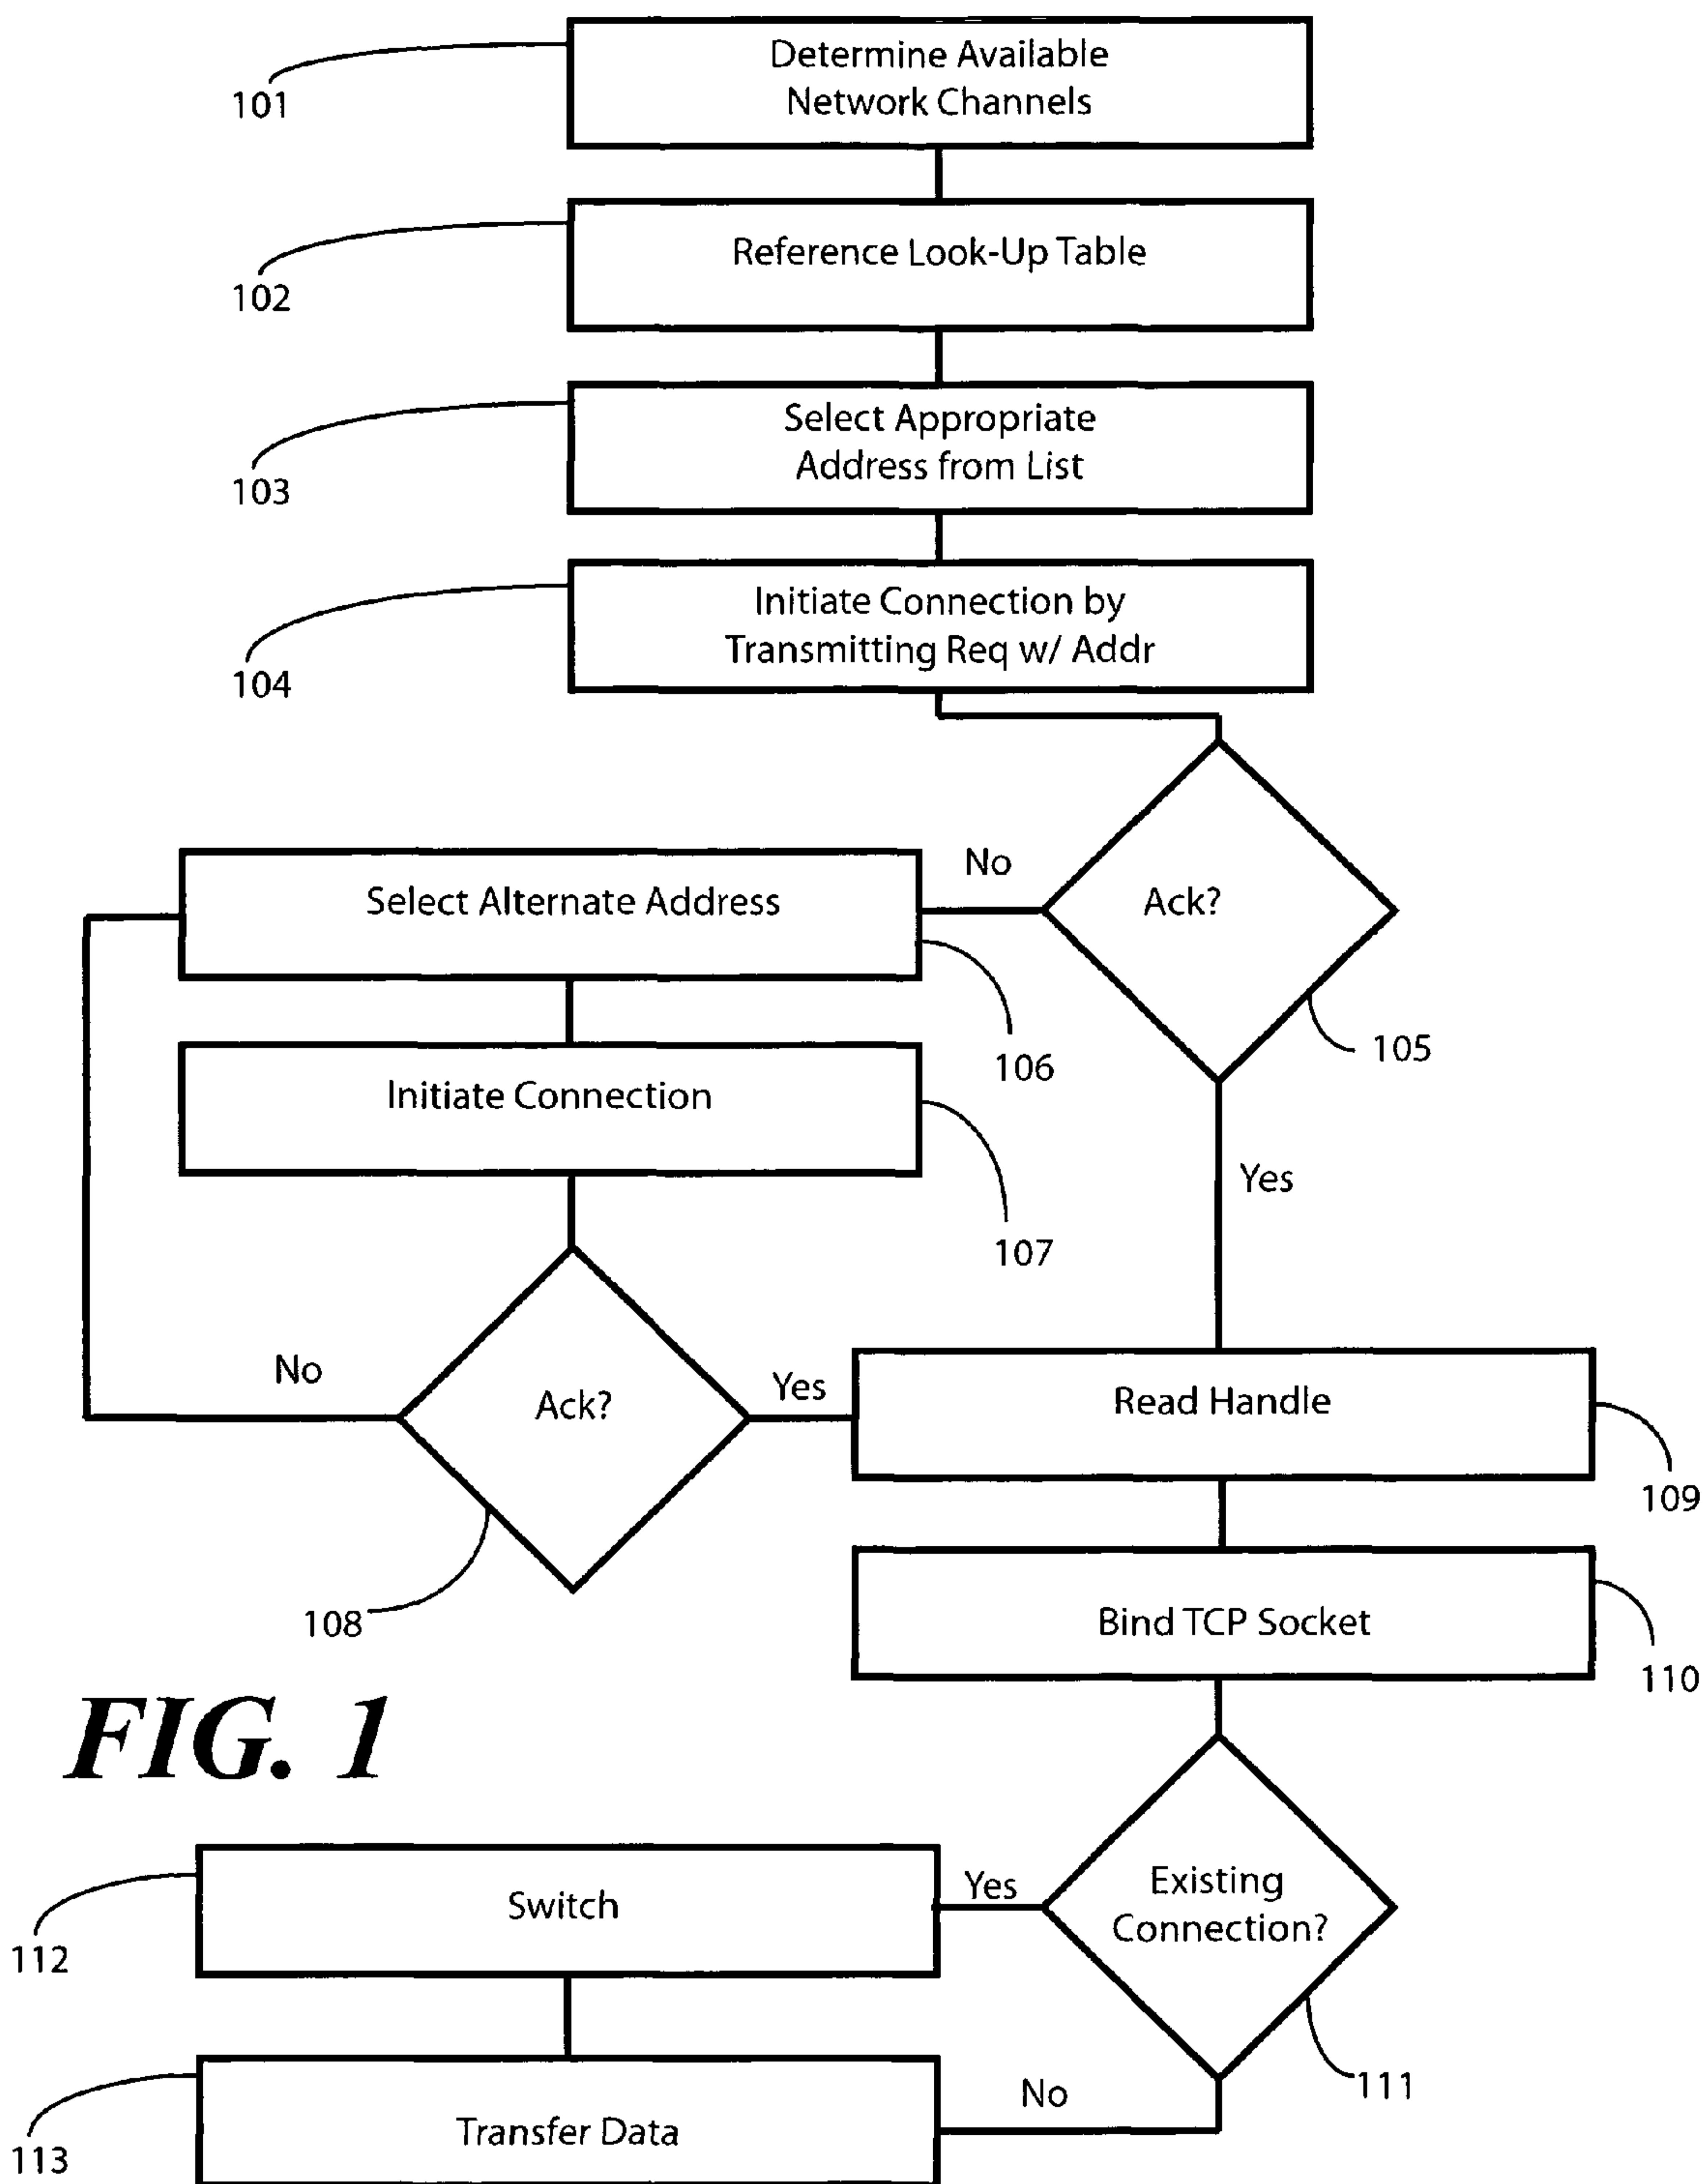 Determine Available
Network Channels
101
Reference Look-Up Table
102
Select Appropriate
Address from List
103
Initiate Connection by
Transmitting Req w/ Addr
104
No
Select Alternate Address
Ack?
105
106
Initiate Connection
Yes
107
No
Ack?
Yes
Read Handle
109
108
Bind TCP Socket
110
FIG. 1
Existing
Connection?
Yes
Switch
112
111
No
Transfer Data
113